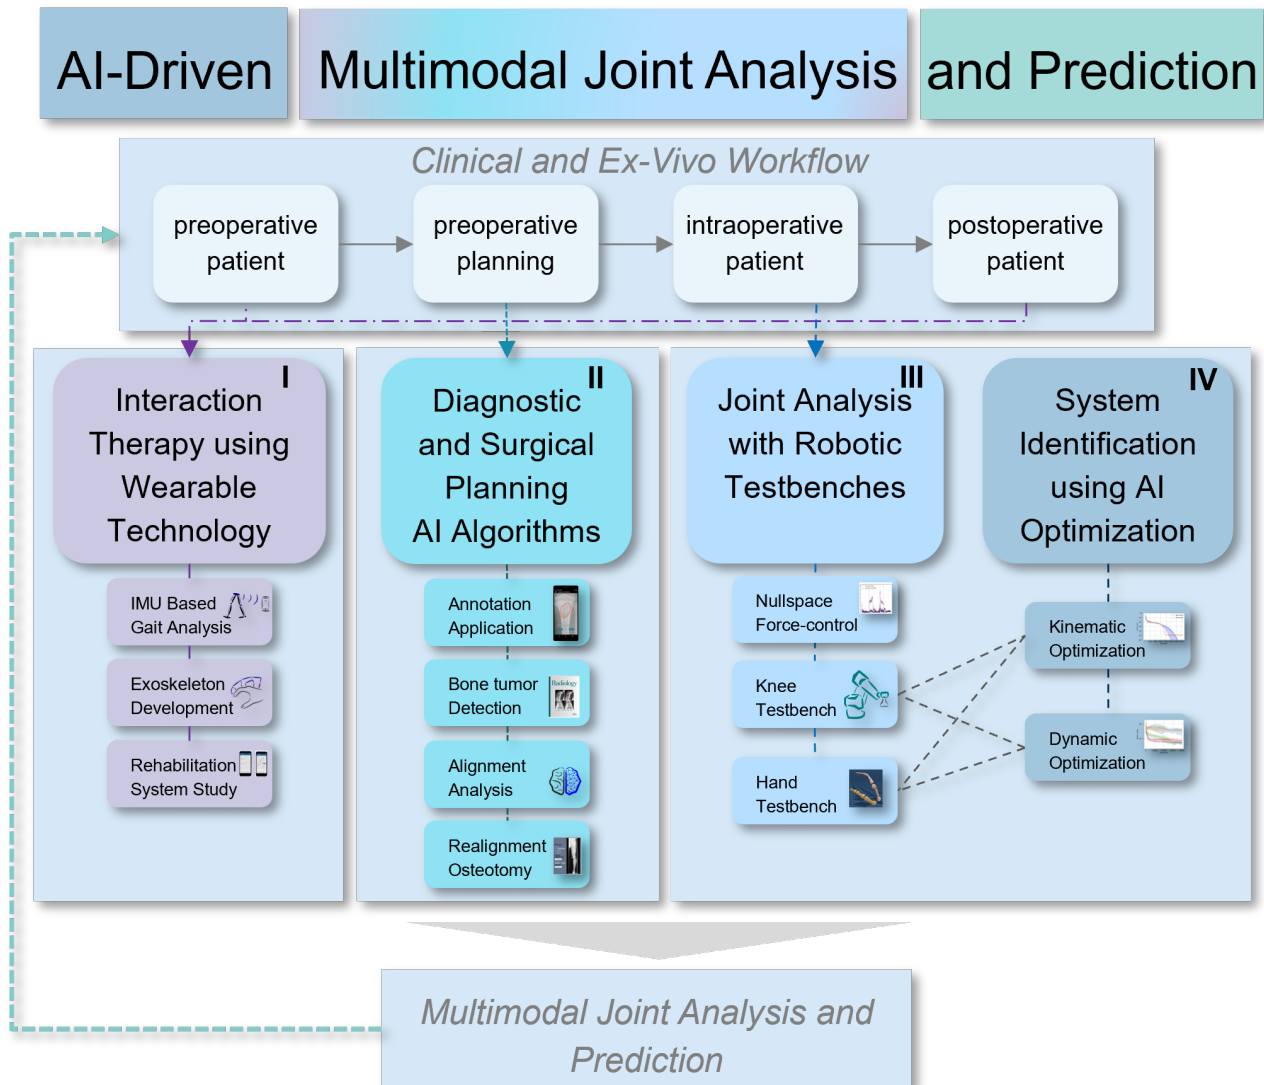 AI-Driven
Multimodal Joint Analysis
and Prediction
Clinical and Ex-Vivo Workflow
preoperative
patient
preoperative
planning
intraoperative
patient
postoperative
patient
I
Interaction
Therapy using
Wearable
Technology
IMU Based
Gait Analysis
Exoskeleton
Development
Rehabilitation
System Study
II
Diagnostic
and Surgical
Planning
AI Algorithms
Annotation
Application
Bone tumor
Detection
Radiology
Alignment
Analysis
Realignment
Osteotomy
III
Joint Analysis
with Robotic
Testbenches
Nullspace
Force-control
Knee
Testbench
Hand
Testbench
IV
System
Identification
using AI
Optimization
Kinematic
Optimization
Dynamic
Optimization
Multimodal Joint Analysis and
Prediction